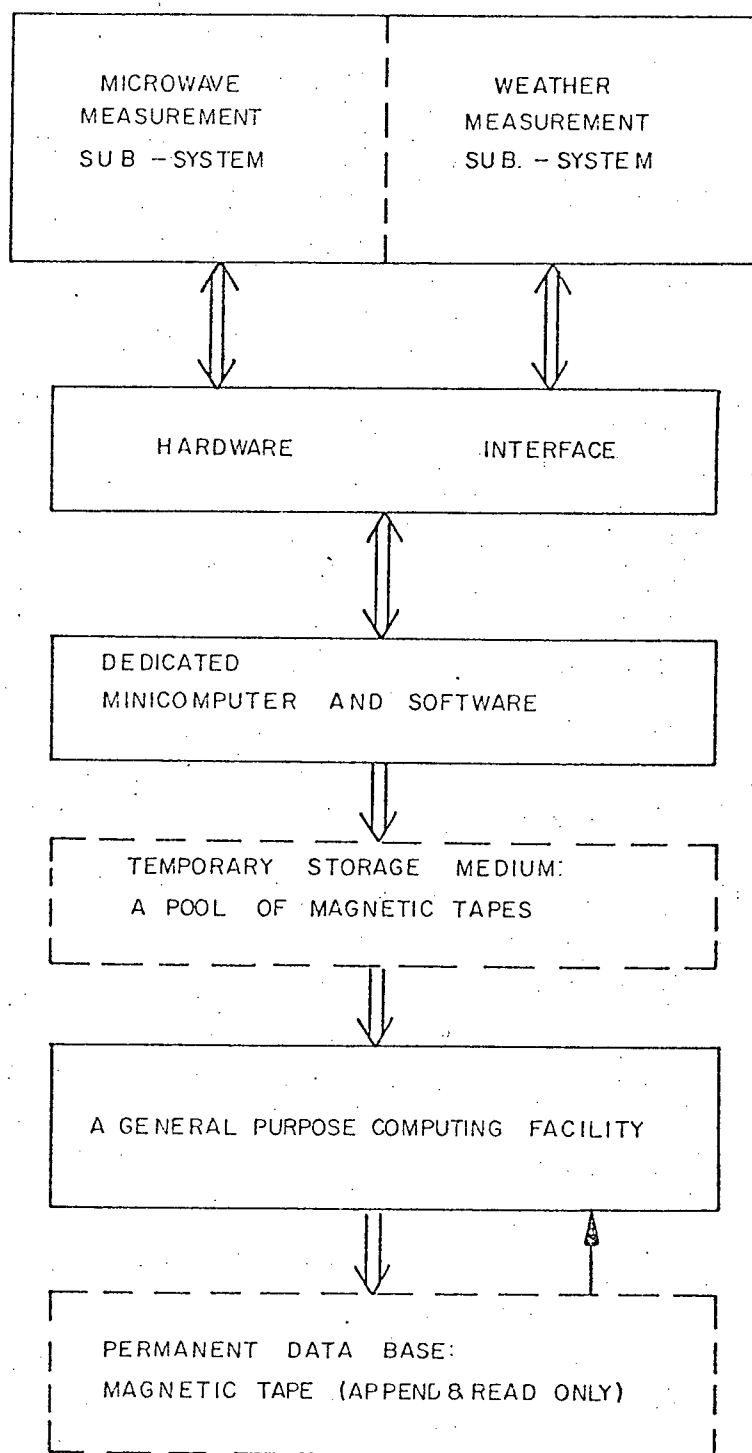 MICROWAVE
MEASUREMENT
SUB - SYSTEM
WEATHER
MEASUREMENT
SUB. - SYSTEM
HARDWARE INTERFACE
DEDICATED
MINICOMPUTER AND SOFTWARE
TEMPORARY STORAGE MEDIUM:
A POOL OF MAGNETIC TAPES
A GENERAL PURPOSE COMPUTING FACILITY
PERMANENT DATA BASE:
MAGNETIC TAPE (APPEND & READ ONLY)